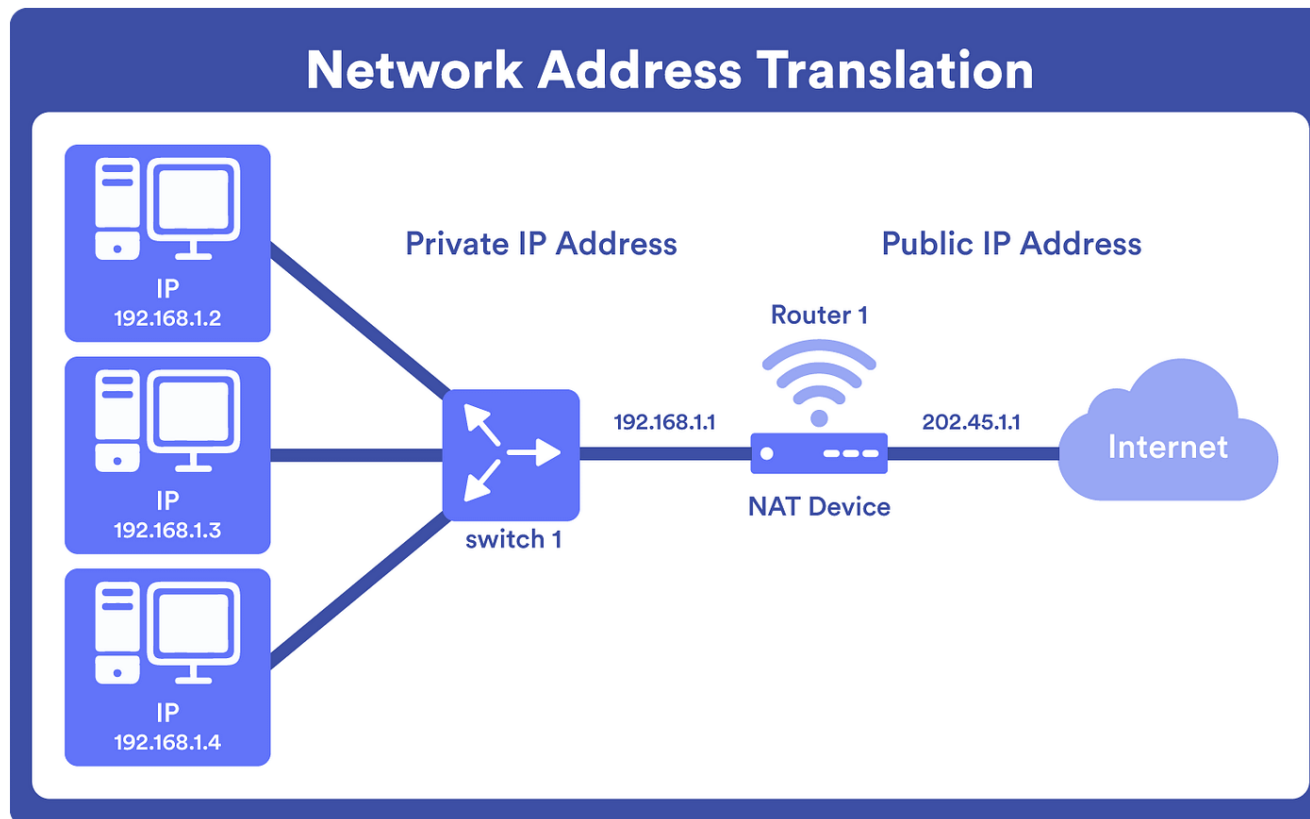 Network Address Translation
IP
192.168.1.2
IP
192.168.1.3
IP
192.168.1.4
Private IP Address
switch 1
192.168.1.1
Public IP Address
Router 1
NAT Device
202.45.1.1
Internet